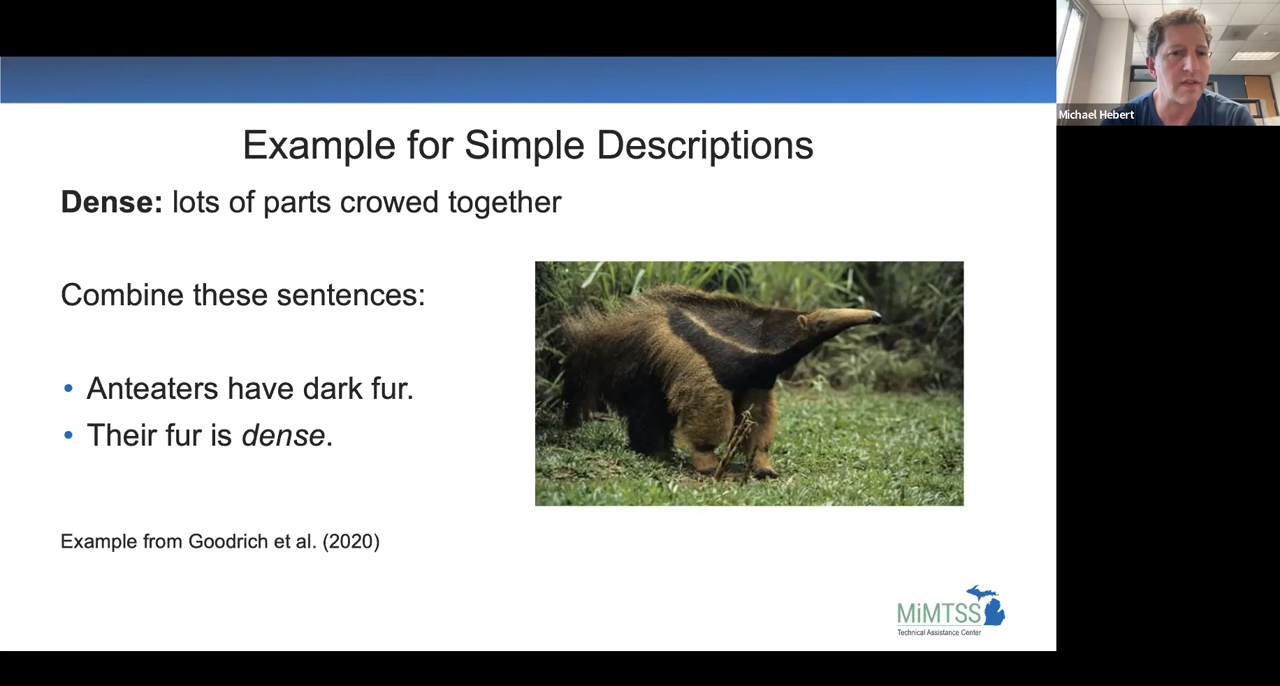 Michael Hebert
Example for Simple Descriptions
Dense: lots of parts crowed together
Combine these sentences:
• Anteaters have dark fur.
• Their fur is dense.
Example from Goodrich et al. (2020)
MiMTSS
Technical Assistance Center